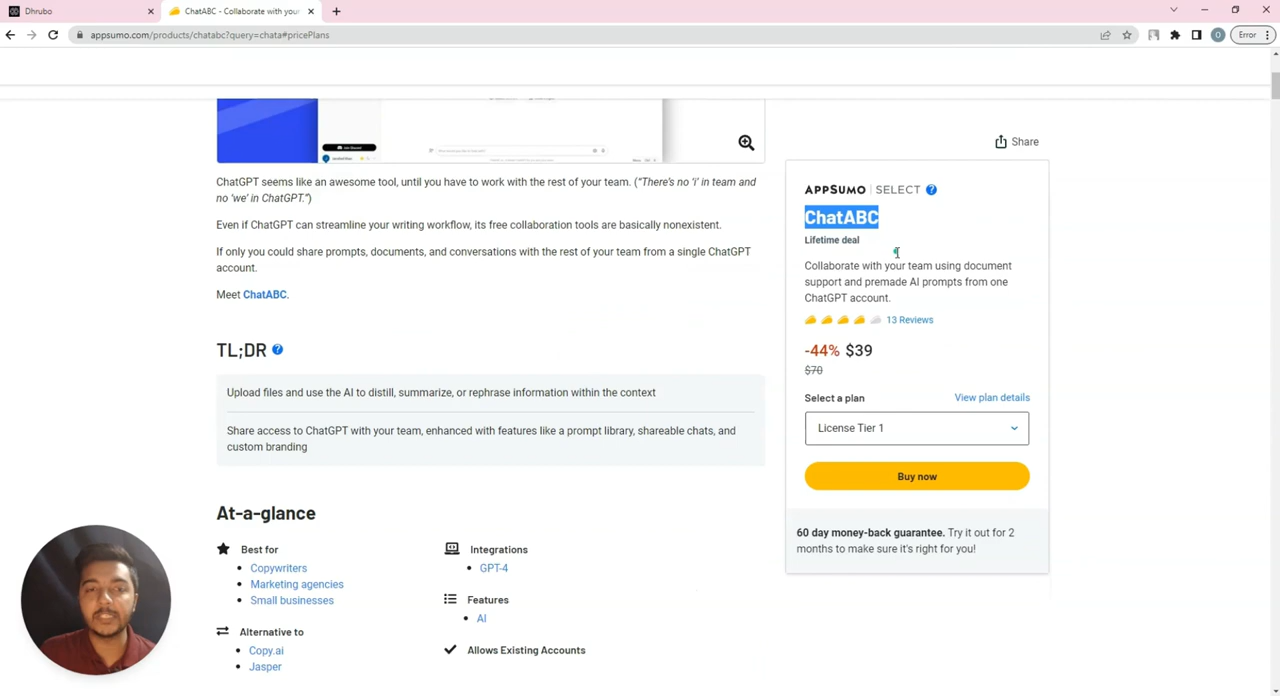 Dhrubo
ChatABC - Collaborate with your
appsumo.com/products/chatabc?query=chata#pricePlans
Error
Share
ChatGPT seems like an awesome tool, until you have to work with the rest of your team. (“There's no ‘i’ in team and
no ‘we’ in ChatGPT.”)
Even if ChatGPT can streamline your writing workflow, its free collaboration tools are basically nonexistent.
If only you could share prompts, documents, and conversations with the rest of your team from a single ChatGPT
account.
Meet ChatABC.
TL;DR ?
Upload files and use the AI to distill, summarize, or rephrase information within the context
Share access to ChatGPT with your team, enhanced with features like a prompt library, shareable chats, and
custom branding
At-a-glance
Best for
Copywriters
Marketing agencies
Small businesses
Alternative to
Copy.ai
Jasper
Integrations
GPT-4
Features
AI
Allows Existing Accounts
APPSUMO | SELECT ?
ChatABC
Lifetime deal
Collaborate with your team using document
support and premade AI prompts from one
ChatGPT account.
13 Reviews
-44% $39
$70
Select a plan View plan details
License Tier 1
Buy now
60 day money-back guarantee. Try it out for 2
months to make sure it's right for you!